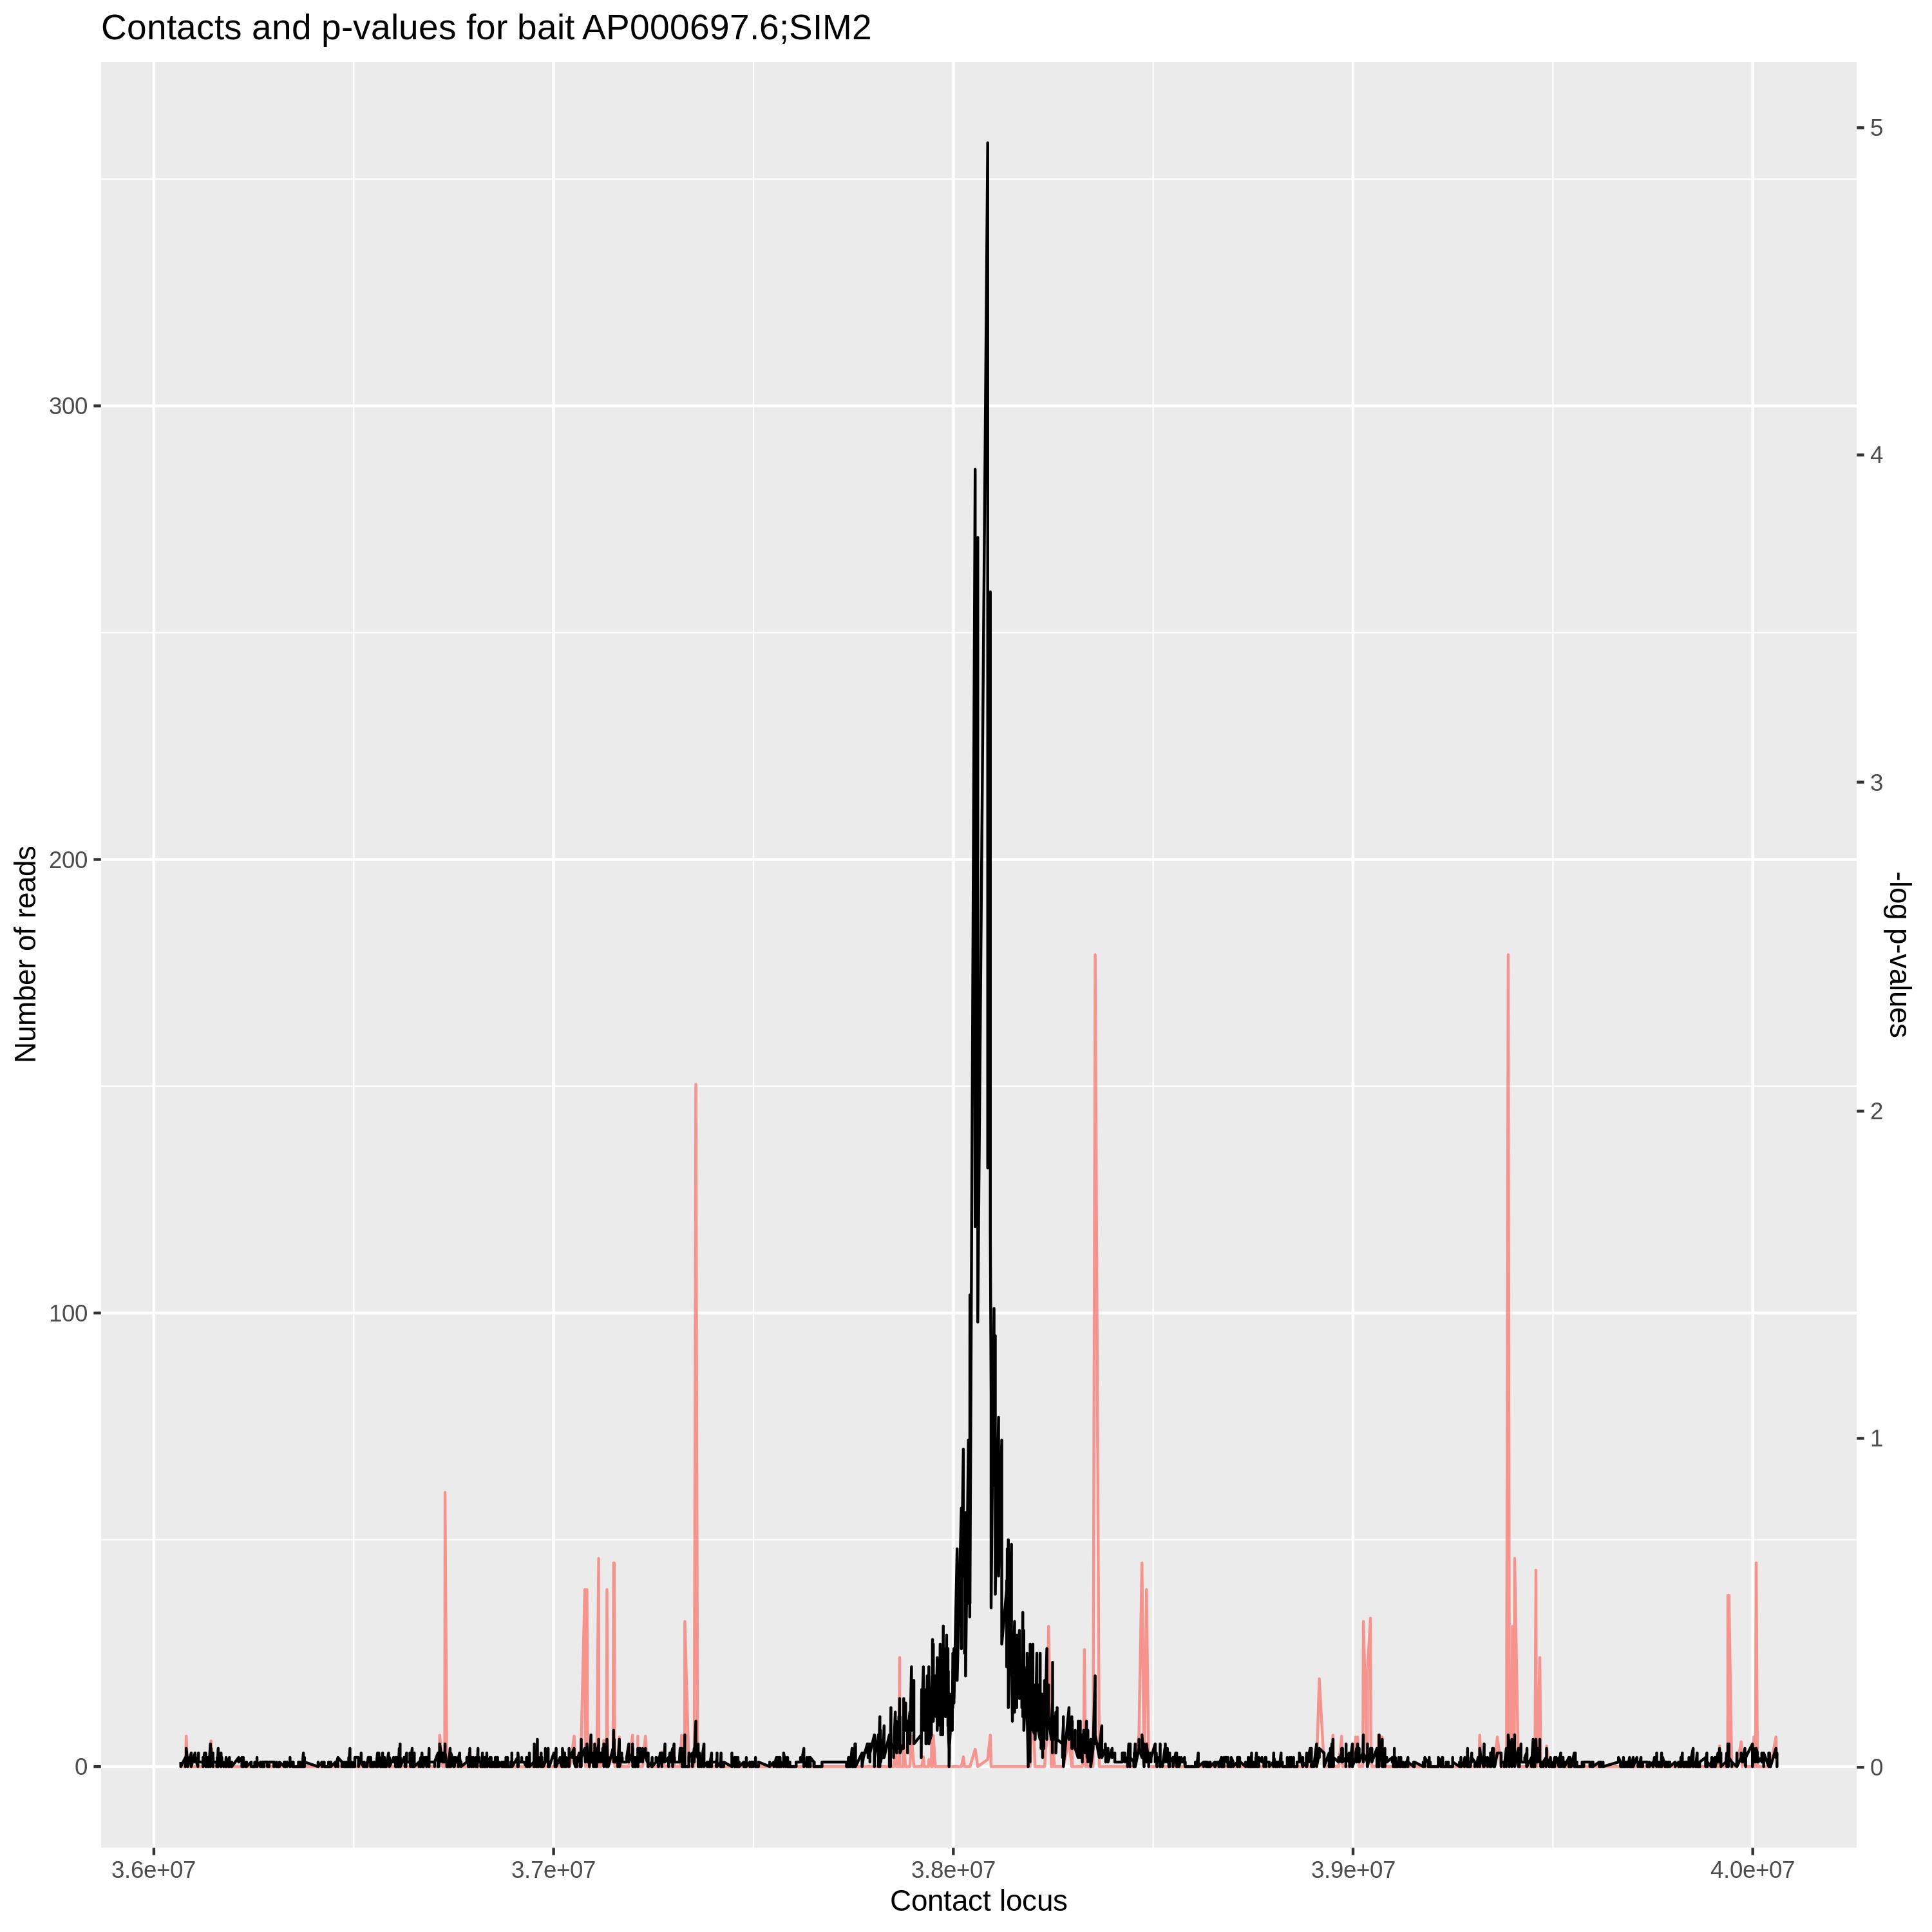 Contacts and p-values for bait AP000697.6;SIM2
Number of reads
300
200
100
0
5
4
3
2
1
0
-log p-values
3.6e+07
3.7e+07
3.8e+07
3.9e+07
4.0e+07
Contact locus